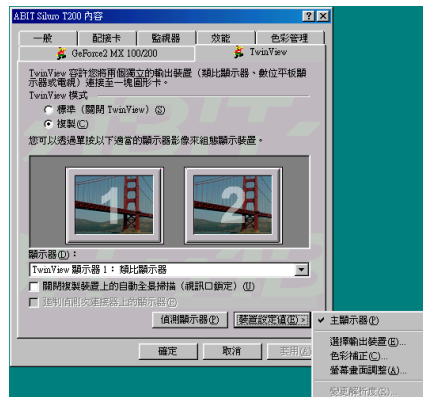 ABIT Siluro T200 內容
一般
配接卡
監視器
效能
色彩管理
GeForce2 MX 100/200
TwinView
TwinView 容許您將兩個獨立的輸出裝置（類比顯示器、數位平板顯
示器或電視）連接至一塊圖形卡。
TwinView 模式
標準（關閉 TwinView）(S)
複製(C)
您可以透過單按以下適當的顯示器影像來組態顯示裝置。
1
2
顯示器(D)：
TwinView 顯示器 1：類比顯示器
關閉複製裝置上的自動全景掃描（視訊口鎖定）(U)
偵測顯示器(P)
裝置設定值(E) >
主顯示器(P)
確定
取消
套用(A)
選擇輸出裝置(E)...
色彩補正(C)...
螢幕畫面調整(A)...
變更解析度(R)...